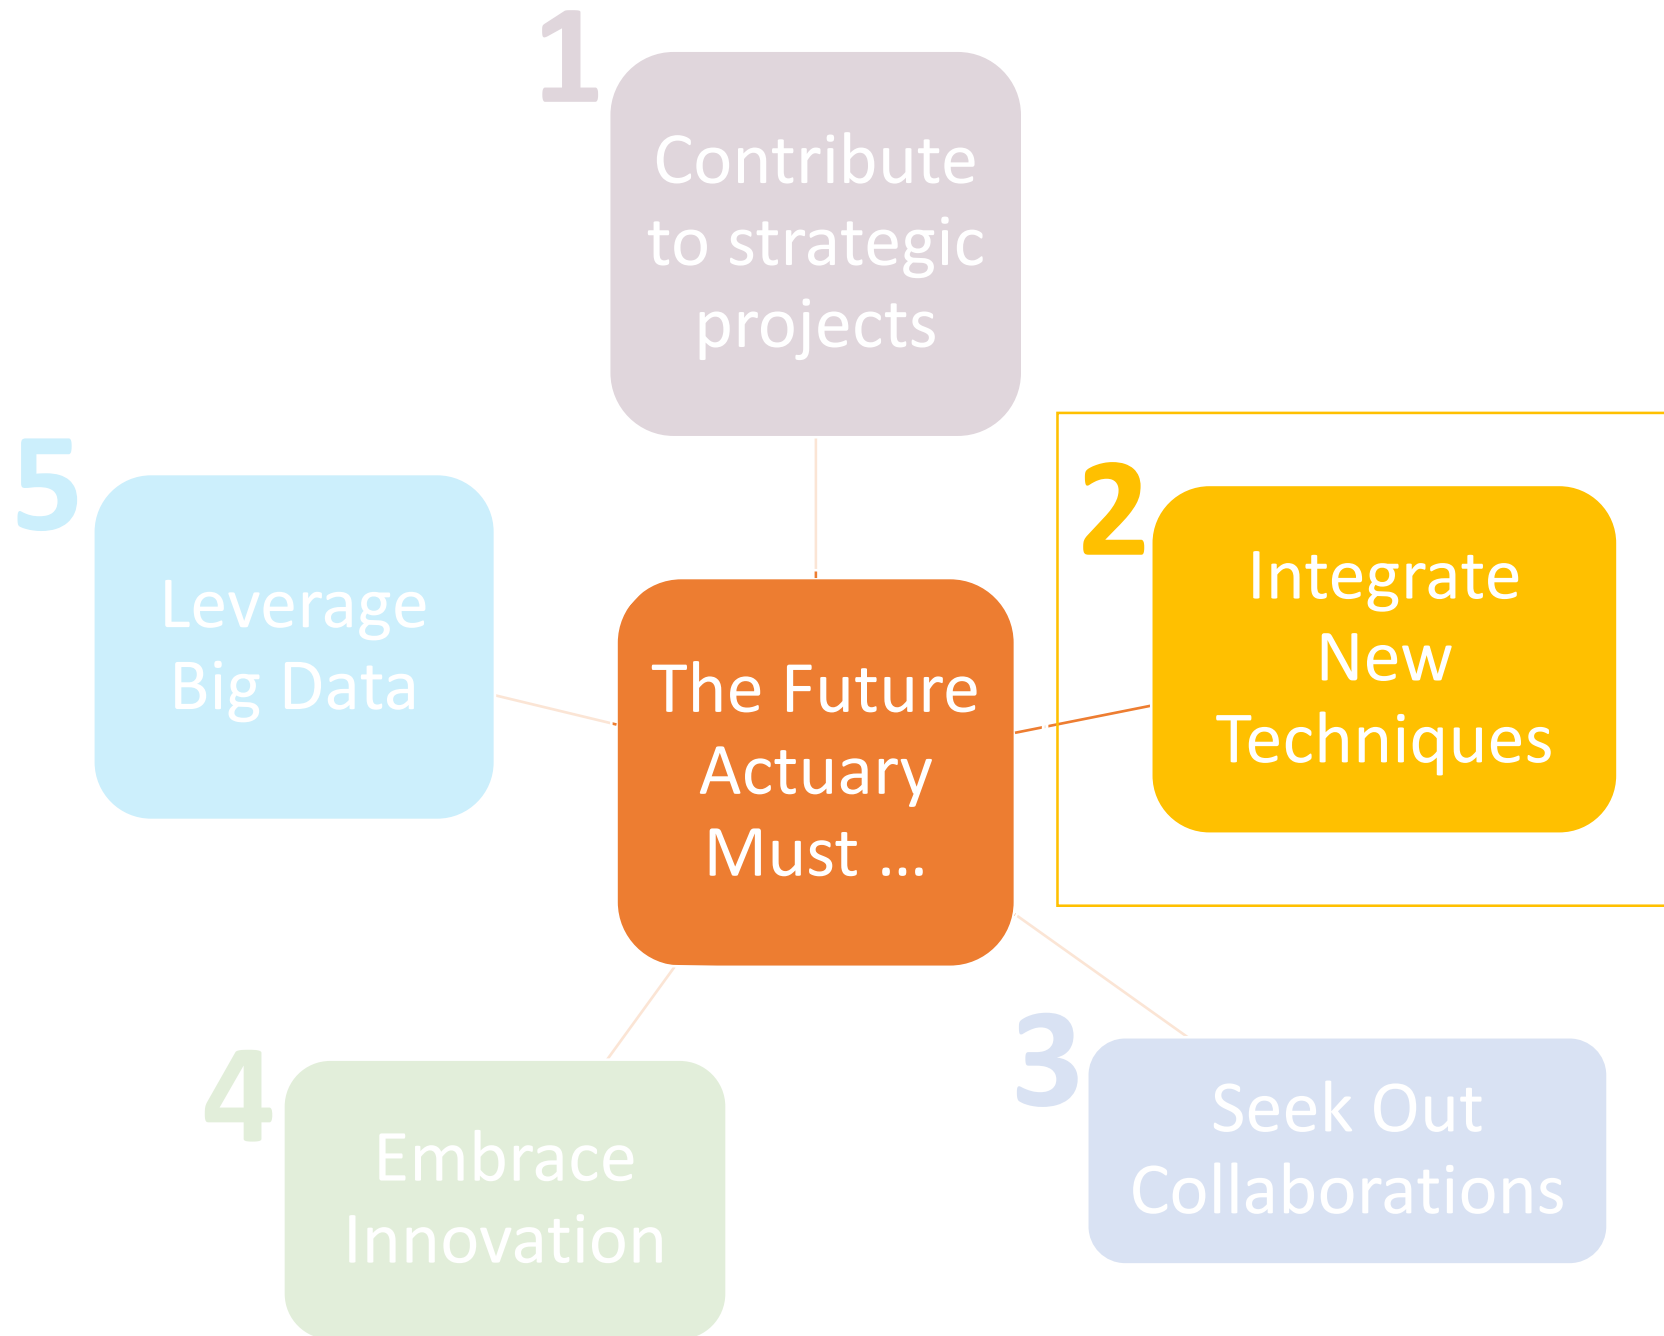 1
Contribute
to strategic
projects
2
Integrate
New
Techniques
3
Seek Out
Collaborations
4
Embrace
Innovation
5
Leverage
Big Data
The Future
Actuary
Must ...